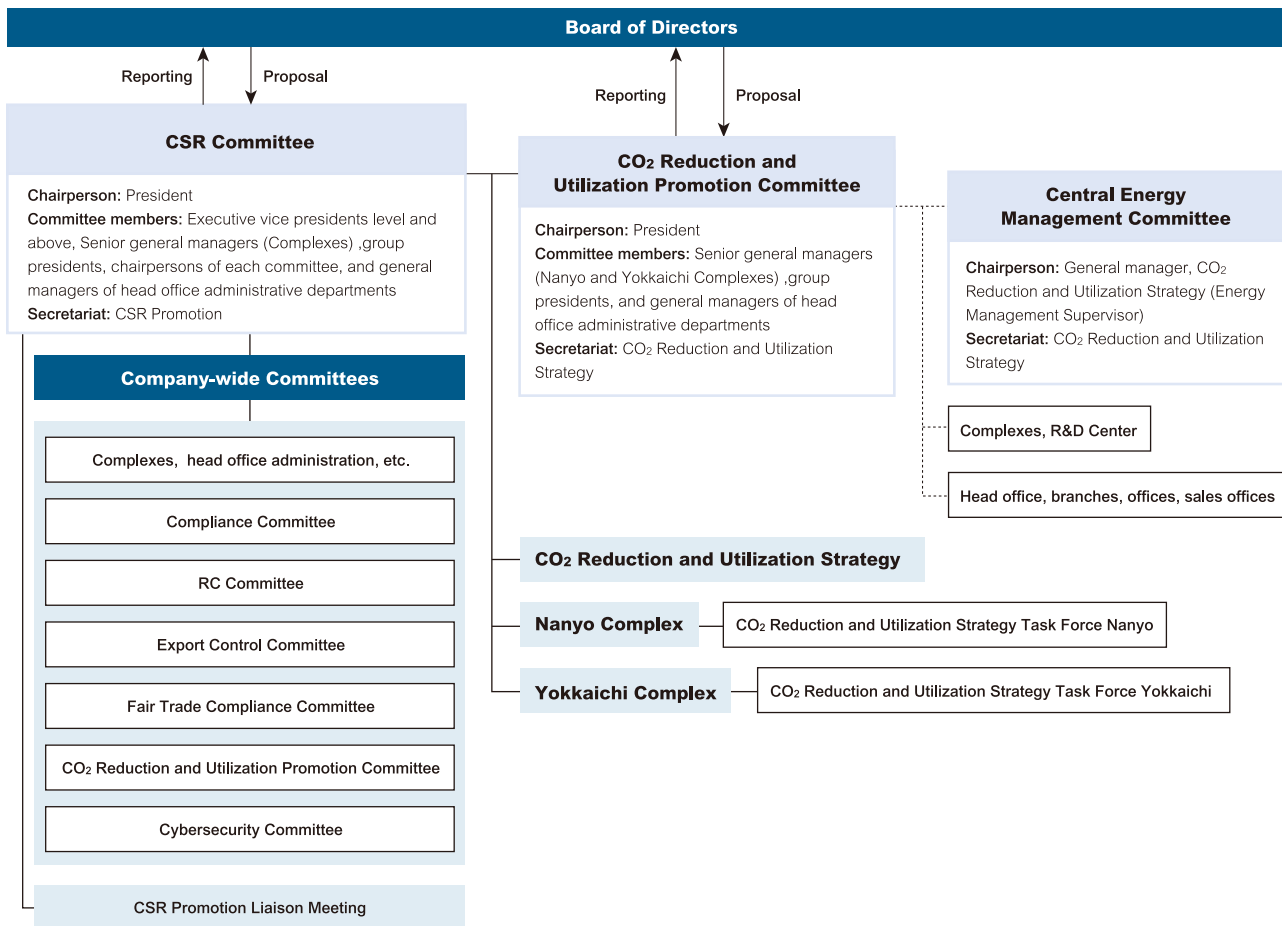 Board of Directors
Reporting
Proposal
Reporting
Proposal
CSR Committee
Chairperson: President
Committee members: Executive vice presidents level and
above, Senior general managers (Complexes) ,group
presidents, chairpersons of each committee, and general
managers of head office administrative departments
Secretariat: CSR Promotion
Company-wide Committees
Complexes, head office administration, etc.
Compliance Committee
RC Committee
Export Control Committee
Fair Trade Compliance Committee
CO₂ Reduction and Utilization Promotion Committee
Cybersecurity Committee
CSR Promotion Liaison Meeting
CO₂ Reduction and
Utilization Promotion Committee
Chairperson: President
Committee members: Senior general managers
(Nanyo and Yokkaichi Complexes) ,group
presidents, and general managers of head
office administrative departments
Secretariat: CO₂ Reduction and Utilization
Strategy
Central Energy
Management Committee
Chairperson: General manager, CO₂
Reduction and Utilization Strategy (Energy
Management Supervisor)
Secretariat: CO₂ Reduction and Utilization
Strategy
Complexes, R&D Center
Head office, branches, offices, sales offices
CO₂ Reduction and Utilization Strategy
Nanyo Complex
CO₂ Reduction and Utilization Strategy Task Force Nanyo
Yokkaichi Complex
CO₂ Reduction and Utilization Strategy Task Force Yokkaichi